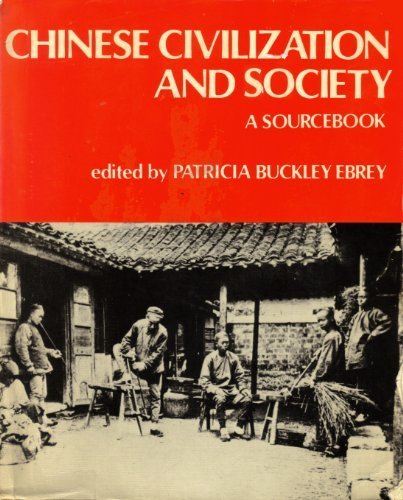 CHINESE CIVILIZATION
AND SOCIETY
A SOURCEBOOK
edited by PATRICIA BUCKLEY EBREY